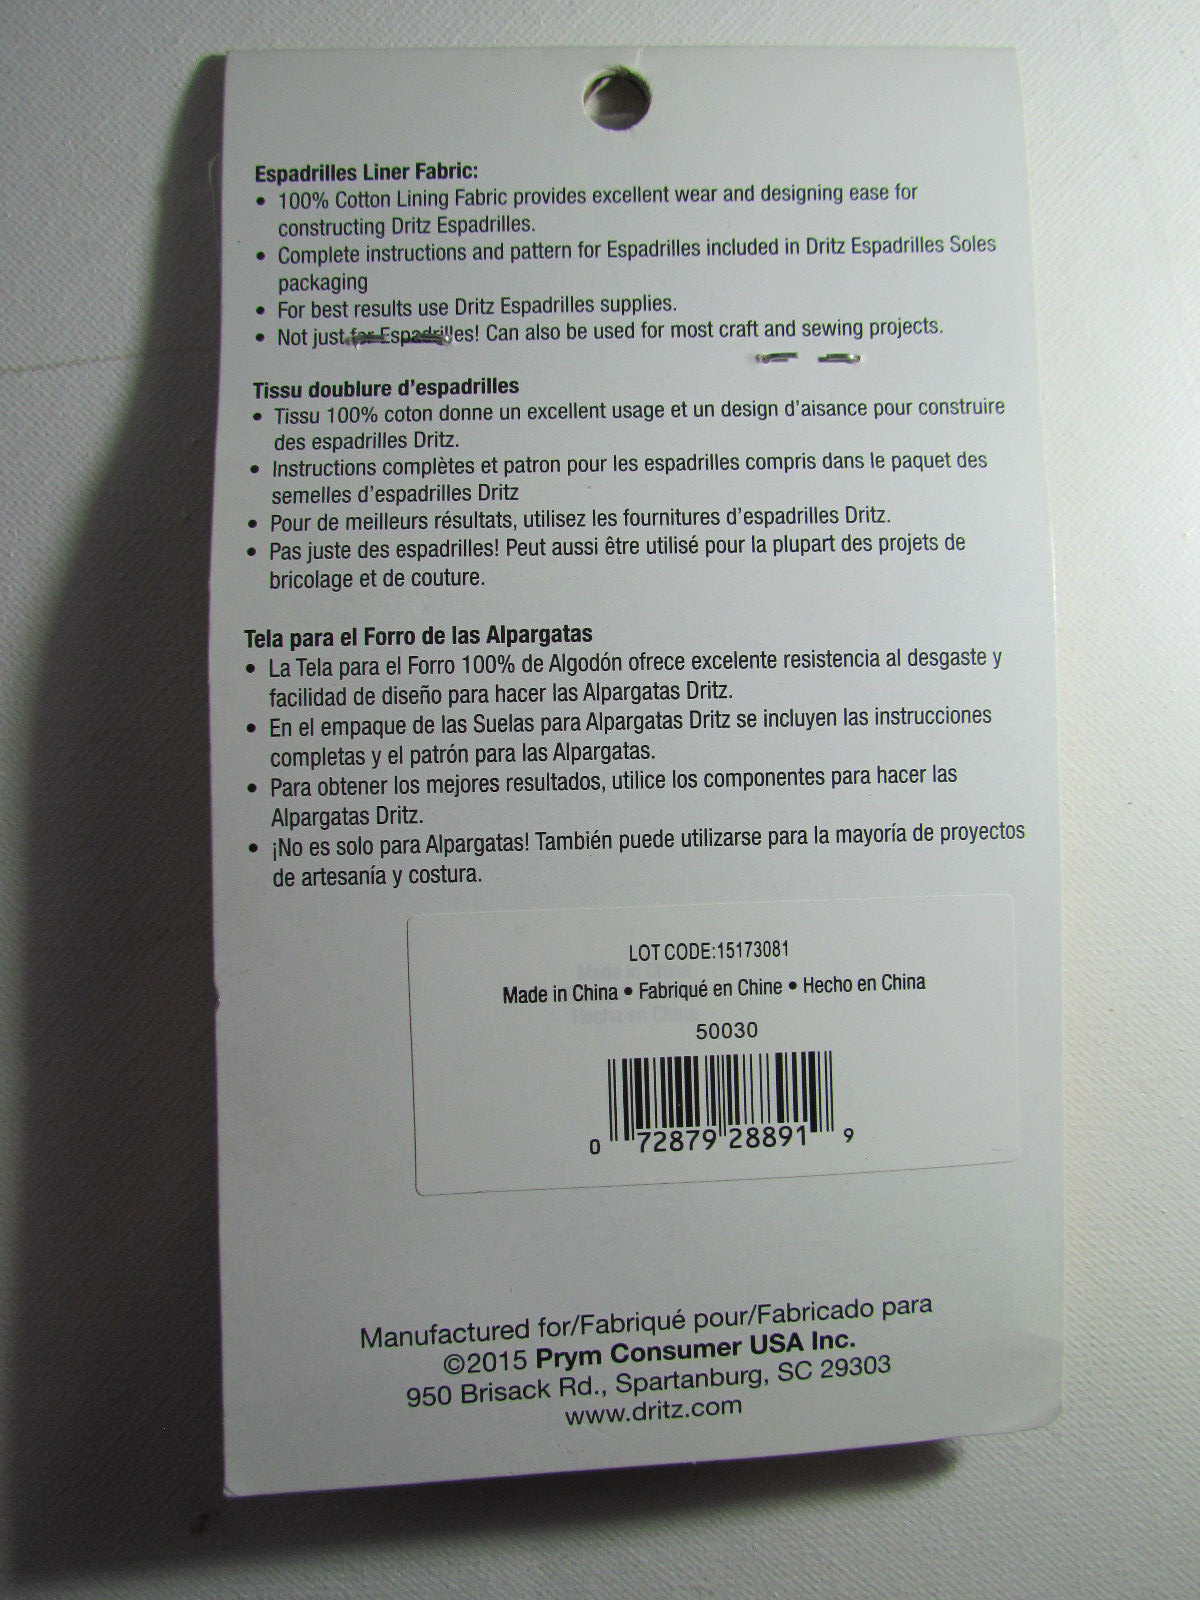 Espadrilles Liner Fabric:
• 100% Cotton Lining Fabric provides excellent wear and designing ease for
constructing Dritz Espadrilles.
• Complete instructions and pattern for Espadrilles included in Dritz Espadrilles Soles
packaging
• For best results use Dritz Espadrilles supplies.
• Not just for Espadrilles! Can also be used for most craft and sewing projects.
Tissu doublure d'espadrilles
• Tissu 100% coton donne un excellent usage et un design d'aisance pour construire
des espadrilles Dritz.
• Instructions complètes et patron pour les espadrilles compris dans le paquet des
semelles d'espadrilles Dritz
• Pour de meilleurs résultats, utilisez les fournitures d'espadrilles Dritz.
• Pas juste des espadrilles! Peut aussi être utilisé pour la plupart des projets de
bricolage et de couture.
Tela para el Forro de las Alpargatas
• La Tela para el Forro 100% de Algodón ofrece excelente resistencia al desgaste y
facilidad de diseño para hacer las Alpargatas Dritz.
• En el empaque de las Suelas para Alpargatas Dritz se incluyen las instrucciones
completas y el patrón para las Alpargatas.
• Para obtener los mejores resultados, utilice los componentes para hacer las
Alpargatas Dritz.
• ¡No es solo para Alpargatas! También puede utilizarse para la mayoría de proyectos
de artesanía y costura.
LOT CODE:15173081
Made in China • Fabriqué en Chine • Hecho en China
50030
0 72879 28891 9
Manufactured for/Fabriqué pour/Fabricado para
©2015 Prym Consumer USA Inc.
950 Brisack Rd., Spartanburg, SC 29303
www.dritz.com